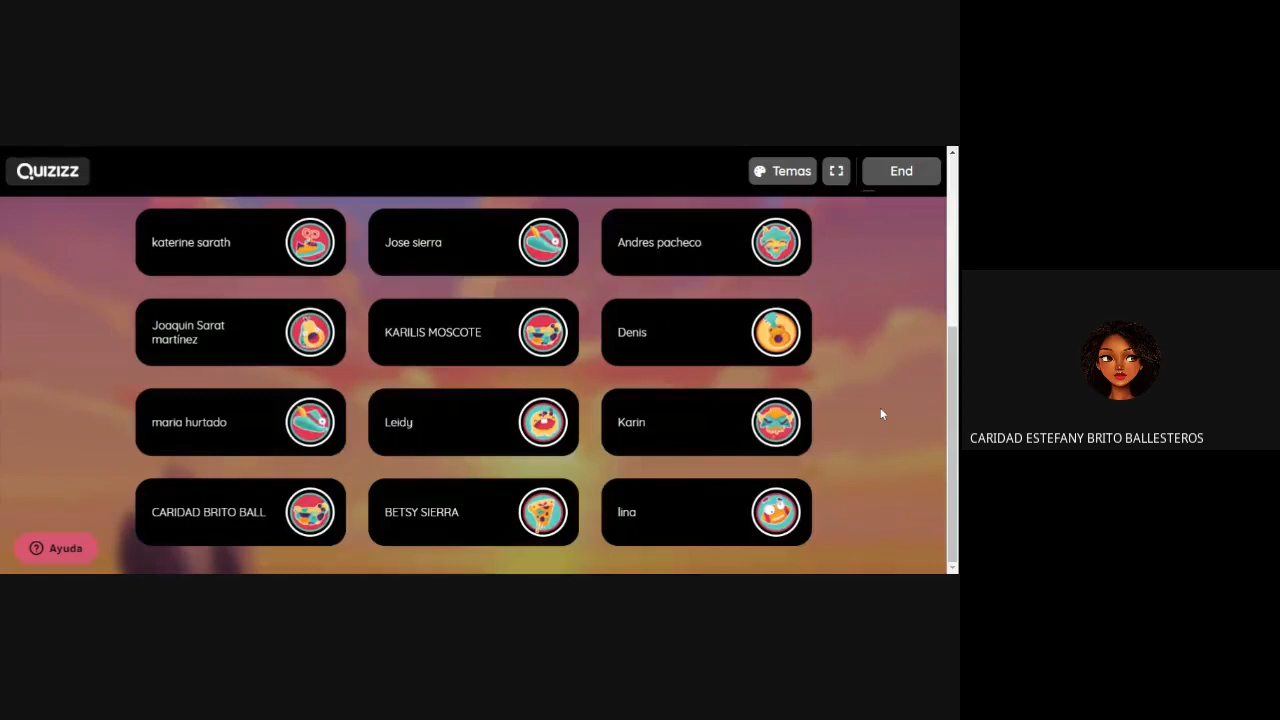 Quizizz
Temas
End
katerine sarath
Jose sierra
Andres pacheco
Joaquin Sarat
martínez
KARILIS MOSCOTE
Denis
maria hurtado
Leidy
Karin
CARIDAD BRITO BALL
BETSY SIERRA
lina
Ayuda
CARIDAD ESTEFANY BRITO BALLESTEROS